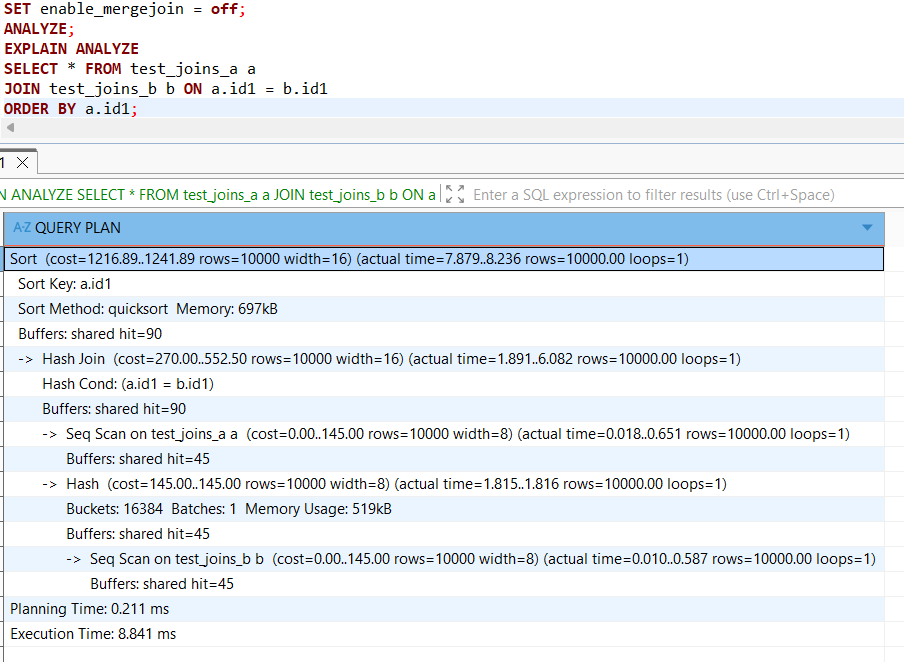 SET enable_mergejoin = off;
ANALYZE;
EXPLAIN ANALYZE
SELECT * FROM test_joins_a a
JOIN test_joins_b b ON a.id1 = b.id1
ORDER BY a.id1;
1
N ANALYZE SELECT * FROM test_joins_a a JOIN test_joins_b b ON a Enter a SQL expression to filter results (use Ctrl+Space)
A-Z QUERY PLAN
Sort (cost=1216.89..1241.89 rows=10000 width=16) (actual time=7.879..8.236 rows=10000.00 loops=1)
Sort Key: a.id1
Sort Method: quicksort Memory: 697kB
Buffers: shared hit=90
-> Hash Join (cost=270.00..552.50 rows=10000 width=16) (actual time=1.891..6.082 rows=10000.00 loops=1)
Hash Cond: (a.id1 = b.id1)
Buffers: shared hit=90
-> Seq Scan on test_joins_a a (cost=0.00..145.00 rows=10000 width=8) (actual time=0.018..0.651 rows=10000.00 loops=1)
Buffers: shared hit=45
-> Hash (cost=145.00..145.00 rows=10000 width=8) (actual time=1.815..1.816 rows=10000.00 loops=1)
Buckets: 16384 Batches: 1 Memory Usage: 519kB
Buffers: shared hit=45
-> Seq Scan on test_joins_b b (cost=0.00..145.00 rows=10000 width=8) (actual time=0.010..0.587 rows=10000.00 loops=1)
Buffers: shared hit=45
Planning Time: 0.211 ms
Execution Time: 8.841 ms